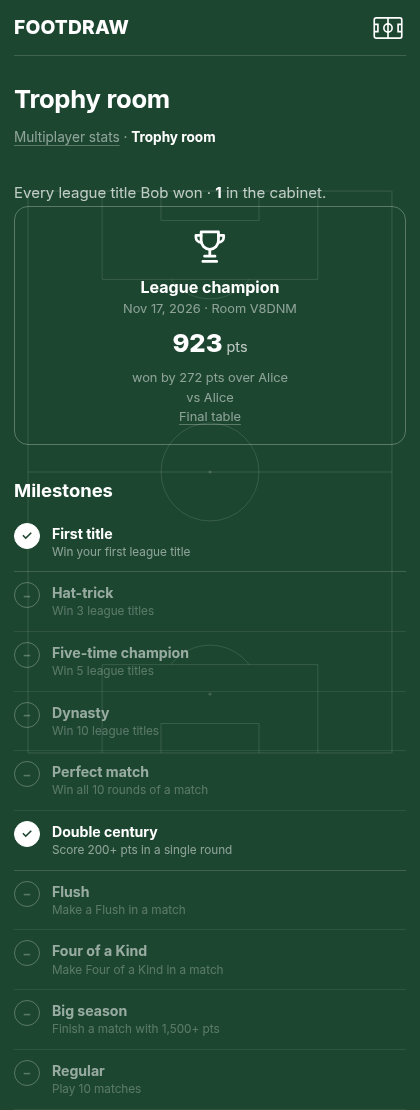 FOOTDRAW
Trophy room
Multiplayer stats · Trophy room
Every league title Bob won · 1 in the cabinet.
League champion
Nov 17, 2026 · Room V8DNM
923 pts
won by 272 pts over Alice
vs Alice
Final table
Milestones
First title
Win your first league title
Hat-trick
Win 3 league titles
Five-time champion
Win 5 league titles
Dynasty
Win 10 league titles
Perfect match
Win all 10 rounds of a match
Double century
Score 200+ pts in a single round
Flush
Make a Flush in a match
Four of a Kind
Make Four of a Kind in a match
Big season
Finish a match with 1,500+ pts
Regular
Play 10 matches